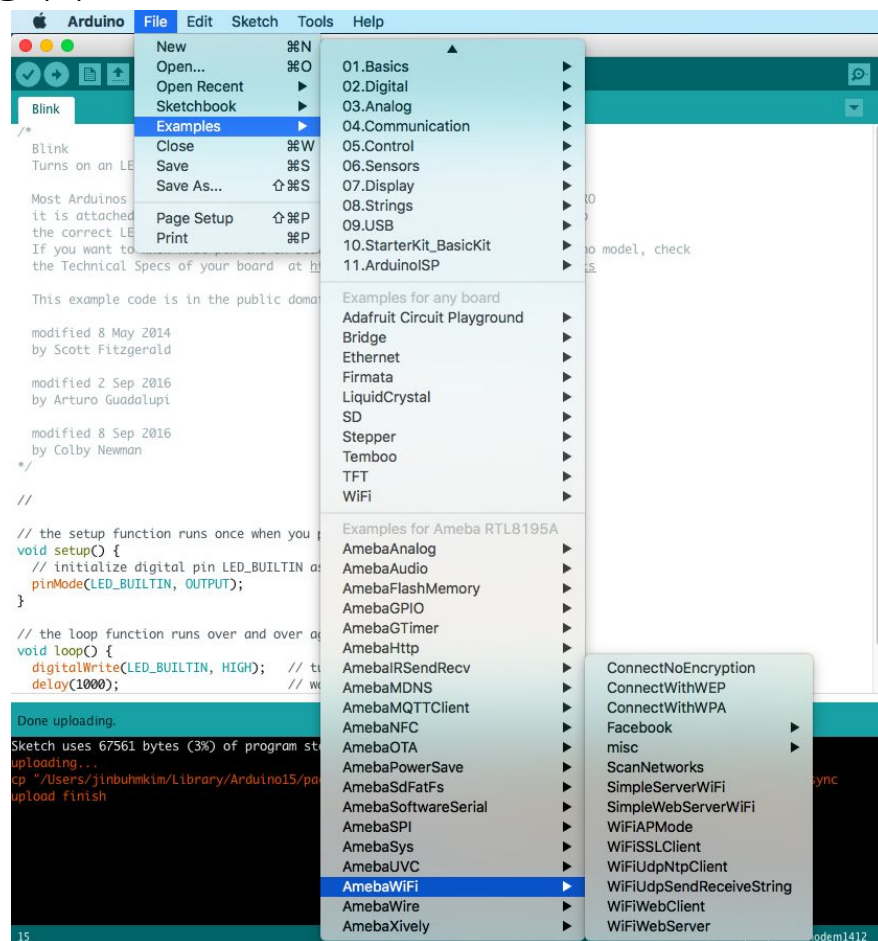 Arduino File Edit Sketch Tools Help
New ⌘N
Open... ⌘O
Open Recent
Sketchbook
Examples
Close ⌘W
Save ⌘S
Save As... ⇧⌘S
Page Setup ⇧⌘P
Print ⌘P
01.Basics
02.Digital
03.Analog
04.Communication
05.Control
06.Sensors
07.Display
08.Strings
09.USB
10.StarterKit_BasicKit
11.ArduinoISP
Examples for any board
Adafruit Circuit Playground
Bridge
Ethernet
Firmata
LiquidCrystal
SD
Stepper
Temboo
TFT
WiFi
Examples for Ameba RTL8195A
AmebaAnalog
AmebaAudio
AmebaFlashMemory
AmebaGPIO
AmebaGTimer
AmebaHttp
AmebaIRSendRecv
AmebaMDNS
AmebaMQTTClient
AmebaNFC
AmebaOTA
AmebaPowerSave
AmebaSdFatFs
AmebaSoftwareSerial
AmebaSPI
AmebaSys
AmebaUVC
AmebaWiFi
AmebaWire
AmebaXively
ConnectNoEncryption
ConnectWithWEP
ConnectWithWPA
Facebook
misc
ScanNetworks
SimpleServerWiFi
SimpleWebServerWiFi
WiFiAPMode
WiFiSSLClient
WiFiUdpNtpClient
WiFiUdpSendReceiveString
WiFiWebClient
WiFiWebServer
Blink
/*
Blink
Turns on an LE
Most Arduinos
it is attached
the correct LE
If you want to no model, check
the Technical Specs of your board at h
This example code is in the public doma
modified 8 May 2014
by Scott Fitzgerald
modified 2 Sep 2016
by Arturo Guadalupi
modified 8 Sep 2016
by Colby Newman
*/
//
// the setup function runs once when you p
void setup() {
// initialize digital pin LED_BUILTIN as
pinMode(LED_BUILTIN, OUTPUT);
}
// the loop function runs over and over ag
void loop() {
digitalWrite(LED_BUILTIN, HIGH); // tu
delay(1000); // wa
Done uploading.
Sketch uses 67561 bytes (3%) of program st
uploading...
cp "/Users/jinbuhmkim/Library/Arduino15/pa sync
upload finish
15 odem1412